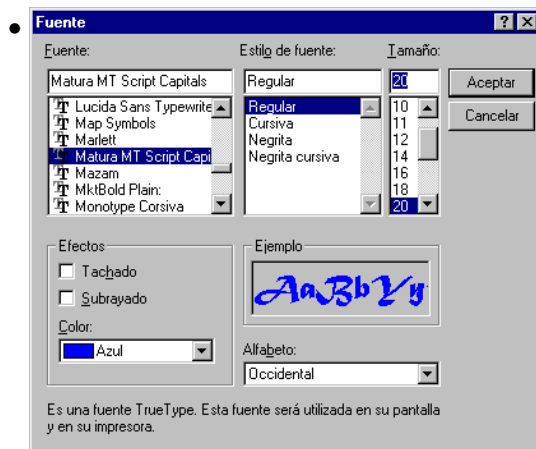 Fuente
Fuente: Estilo de fuente: Tamaño:
Matura MT Script Capitals Regular 20 Aceptar
Lucida Sans Typewrite Regular 10 Cancelar
Map Symbols Cursiva 11
Marlett Negrita 12
Matura MT Script Capi Negrita cursiva 14
Mazam 16
MktBold Plain: 18
Monotype Corsiva 20
Efectos Ejemplo
Tachado
Subrayado
AaBbYy
Color:
Azul
Alfabeto:
Occidental
Es una fuente TrueType. Esta fuente será utilizada en su pantalla
y en su impresora.